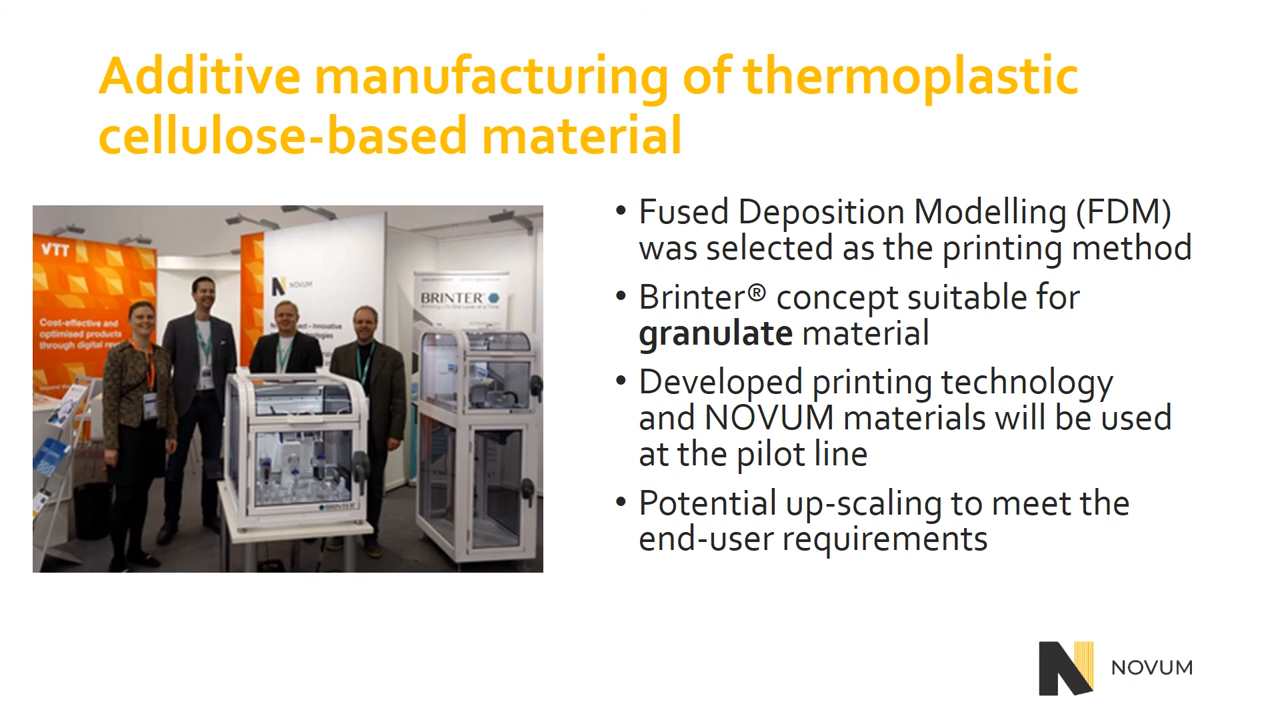 Additive manufacturing of thermoplastic
cellulose-based material
VTT
Cost-effective and
optimised products
through digital
NOVUM
BRINTER
• Fused Deposition Modelling (FDM)
was selected as the printing method
• Brinter® concept suitable for
granulate material
• Developed printing technology
and NOVUM materials will be used
at the pilot line
• Potential up-scaling to meet the
end-user requirements
BRINTER
NOVUM